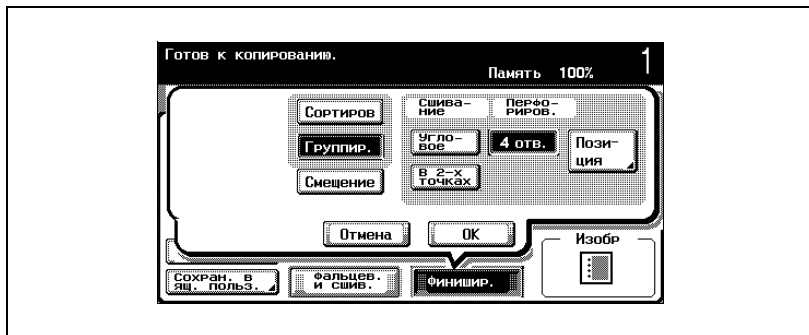 Готов к копированию.
Память 100% 1
Сортиров
Группир.
Смещение
Сшива-
ние
Перфо-
риров.
Угло-
вое
4 отв.
Пози-
ция
В 2-х
точках
Отмена
OK
Изобр
Сохран. в
ящ. польз.
Фальцев.
и сшив.
Финишир.